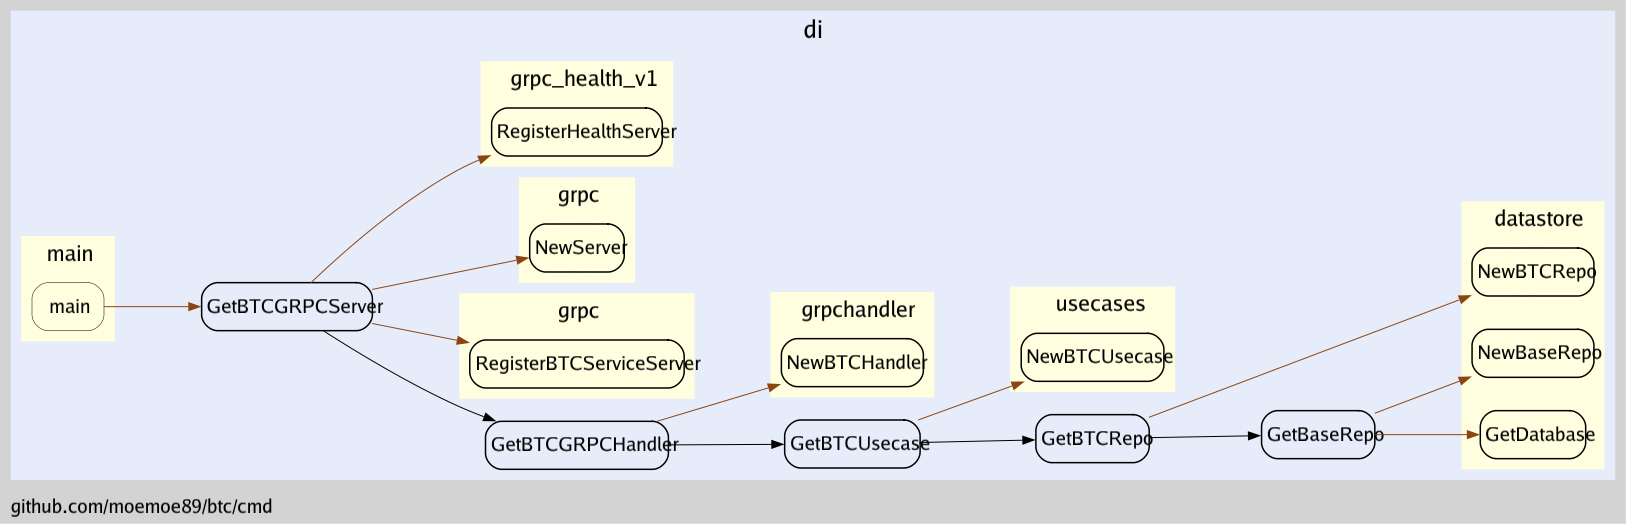 di
grpc_health_v1
RegisterHealthServer
grpc
NewServer
main
main
GetBTCGRPCServer
grpc
RegisterBTCServiceServer
grpchandler
NewBTCHandler
usecases
NewBTCUsecase
datastore
NewBTCRepo
NewBaseRepo
GetDatabase
GetBTCGRPCHandler
GetBTCUsecase
GetBTCRepo
GetBaseRepo
github.com/moemoe89/btc/cmd